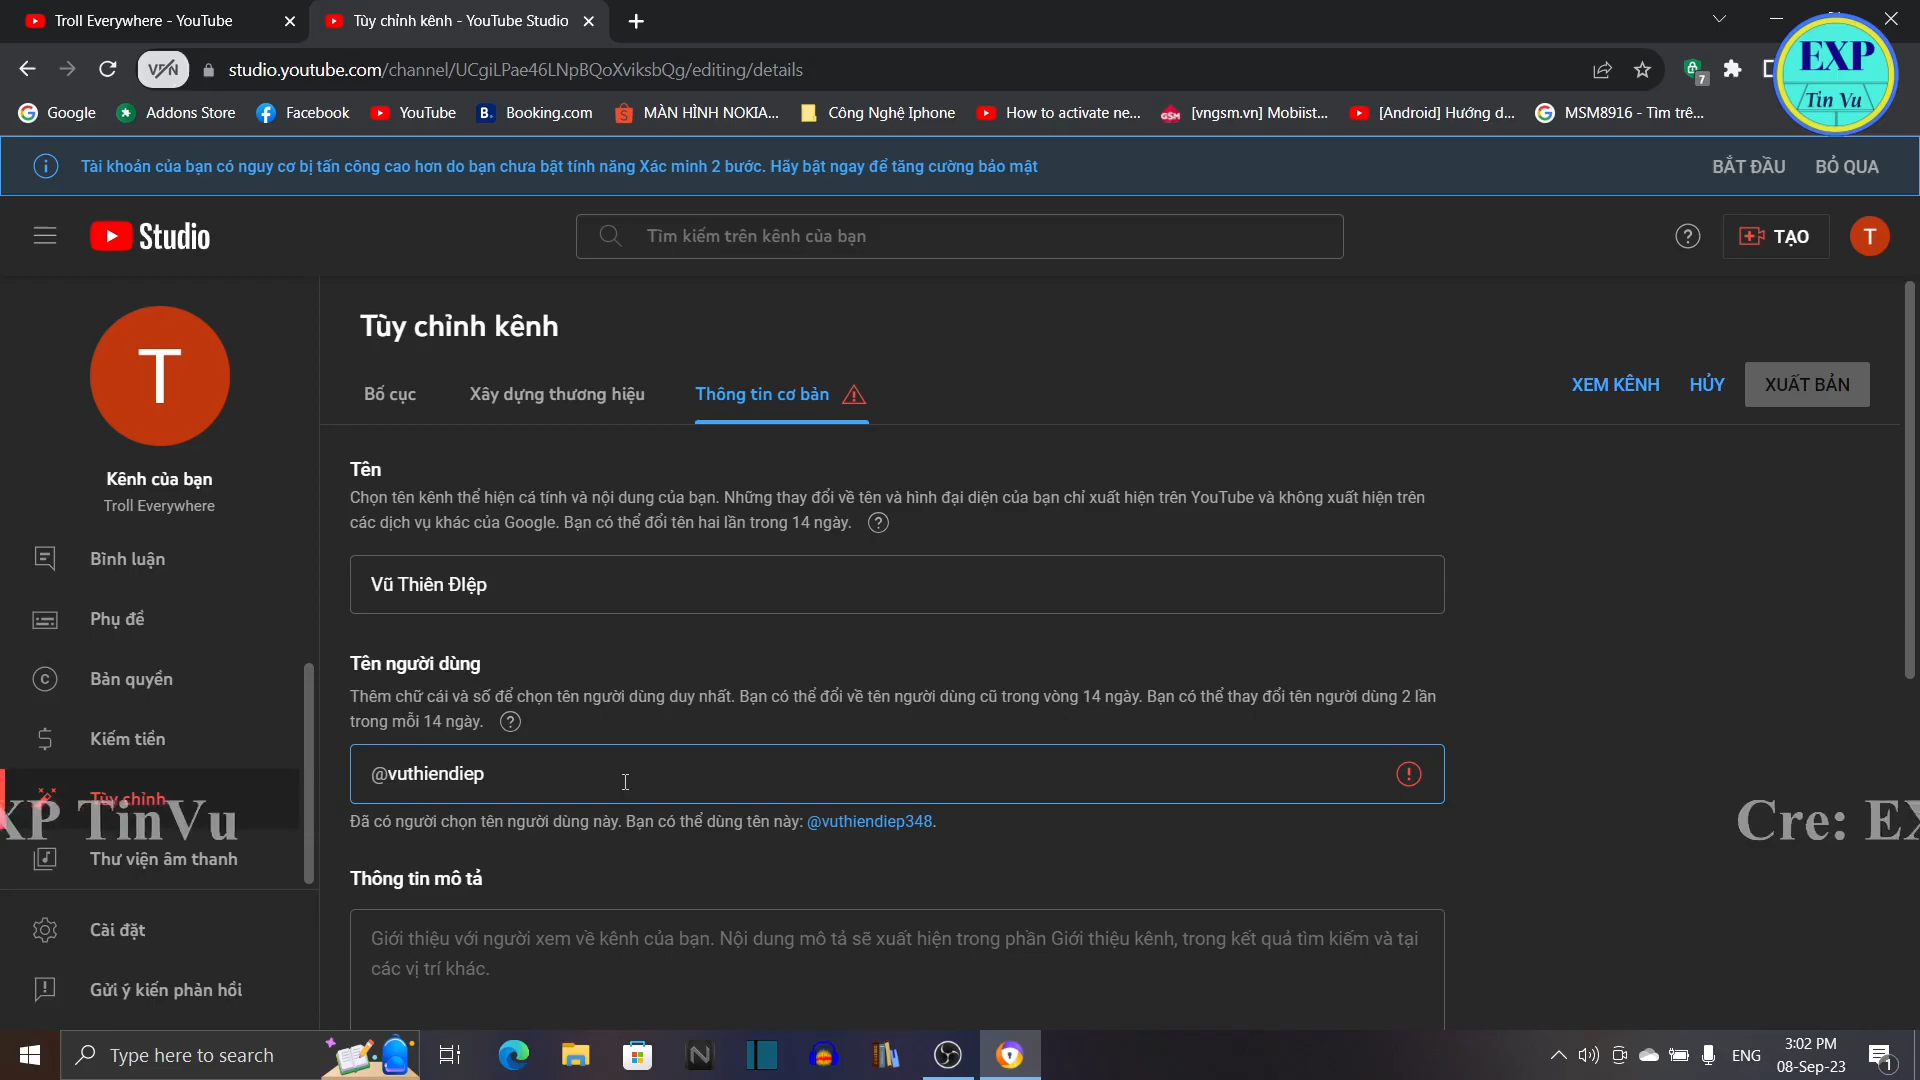 Troll Everywhere - YouTube
Tùy chỉnh kênh - YouTube Studio
EXP
Tin Vu
VPN
studio.youtube.com/channel/UCgiLPae46LNpBQoXviksbQg/editing/details
7
Google
Addons Store
Facebook
YouTube
B.
Booking.com
MÀN HÌNH NOKIA...
Công Nghệ Iphone
How to activate ne...
GSM
[vngsm.vn] Mobiist...
[Android] Hướng d...
MSM8916 - Tìm trê...
Tài khoản của bạn có nguy cơ bị tấn công cao hơn do bạn chưa bật tính năng Xác minh 2 bước. Hãy bật ngay để tăng cường bảo mật
BẮT ĐẦU
BỎ QUA
Studio
Tìm kiếm trên kênh của bạn
TẠO
T
T
Kênh của bạn
Troll Everywhere
Bình luận
Phụ đề
Bản quyền
Kiếm tiền
Tùy chỉnh
Thư viện âm thanh
Cài đặt
Gửi ý kiến phản hồi
Tùy chỉnh kênh
Bố cục
Xây dựng thương hiệu
Thông tin cơ bản
XEM KÊNH
HỦY
XUẤT BẢN
Tên
Chọn tên kênh thể hiện cá tính và nội dung của bạn. Những thay đổi về tên và hình đại diện của bạn chỉ xuất hiện trên YouTube và không xuất hiện trên
các dịch vụ khác của Google. Bạn có thể đổi tên hai lần trong 14 ngày.
Vũ Thiên ĐIệp
Tên người dùng
Thêm chữ cái và số để chọn tên người dùng duy nhất. Bạn có thể đổi về tên người dùng cũ trong vòng 14 ngày. Bạn có thể thay đổi tên người dùng 2 lần
trong mỗi 14 ngày.
@vuthiendiep
Đã có người chọn tên người dùng này. Bạn có thể dùng tên này: @vuthiendiep348.
XP TinVu
Cre: EX
Thông tin mô tả
Giới thiệu với người xem về kênh của bạn. Nội dung mô tả sẽ xuất hiện trong phần Giới thiệu kênh, trong kết quả tìm kiếm và tại
các vị trí khác.
Type here to search
N
ENG
3:02 PM
08-Sep-23
1